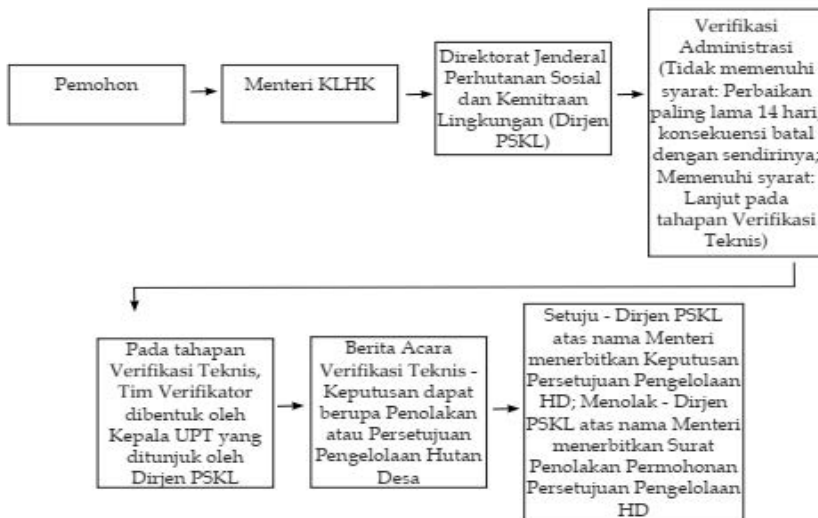 Pemohon
Menteri KLHK
Direktorat Jenderal
Perhutanan Sosial
dan Kemitraan
Lingkungan (Dirjen
PSKL)
Verifikasi
Administrasi
(Tidak memenuhi
syarat: Perbaikan
paling lama 14 hari,
konsekuensi batal
dengan sendirinya;
Memenuhi syarat:
Lanjut pada
tahapan Verifikasi
Teknis)
Pada tahapan
Verifikasi Teknis,
Tim Verifikator
dibentuk oleh
Kepala UPT yang
ditunjuk oleh
Dirjen PSKL
Berita Acara
Verifikasi Teknis -
Keputusan dapat
berupa Penolakan
atau Persetujuan
Pengelolaan Hutan
Desa
Setuju - Dirjen PSKL
atas nama Menteri
menerbitkan Keputusan
Persetujuan Pengelolaan
HD; Menolak - Dirjen
PSKL atas nama Menteri
menerbitkan Surat
Penolakan Permohonan
Persetujuan Pengelolaan
HD